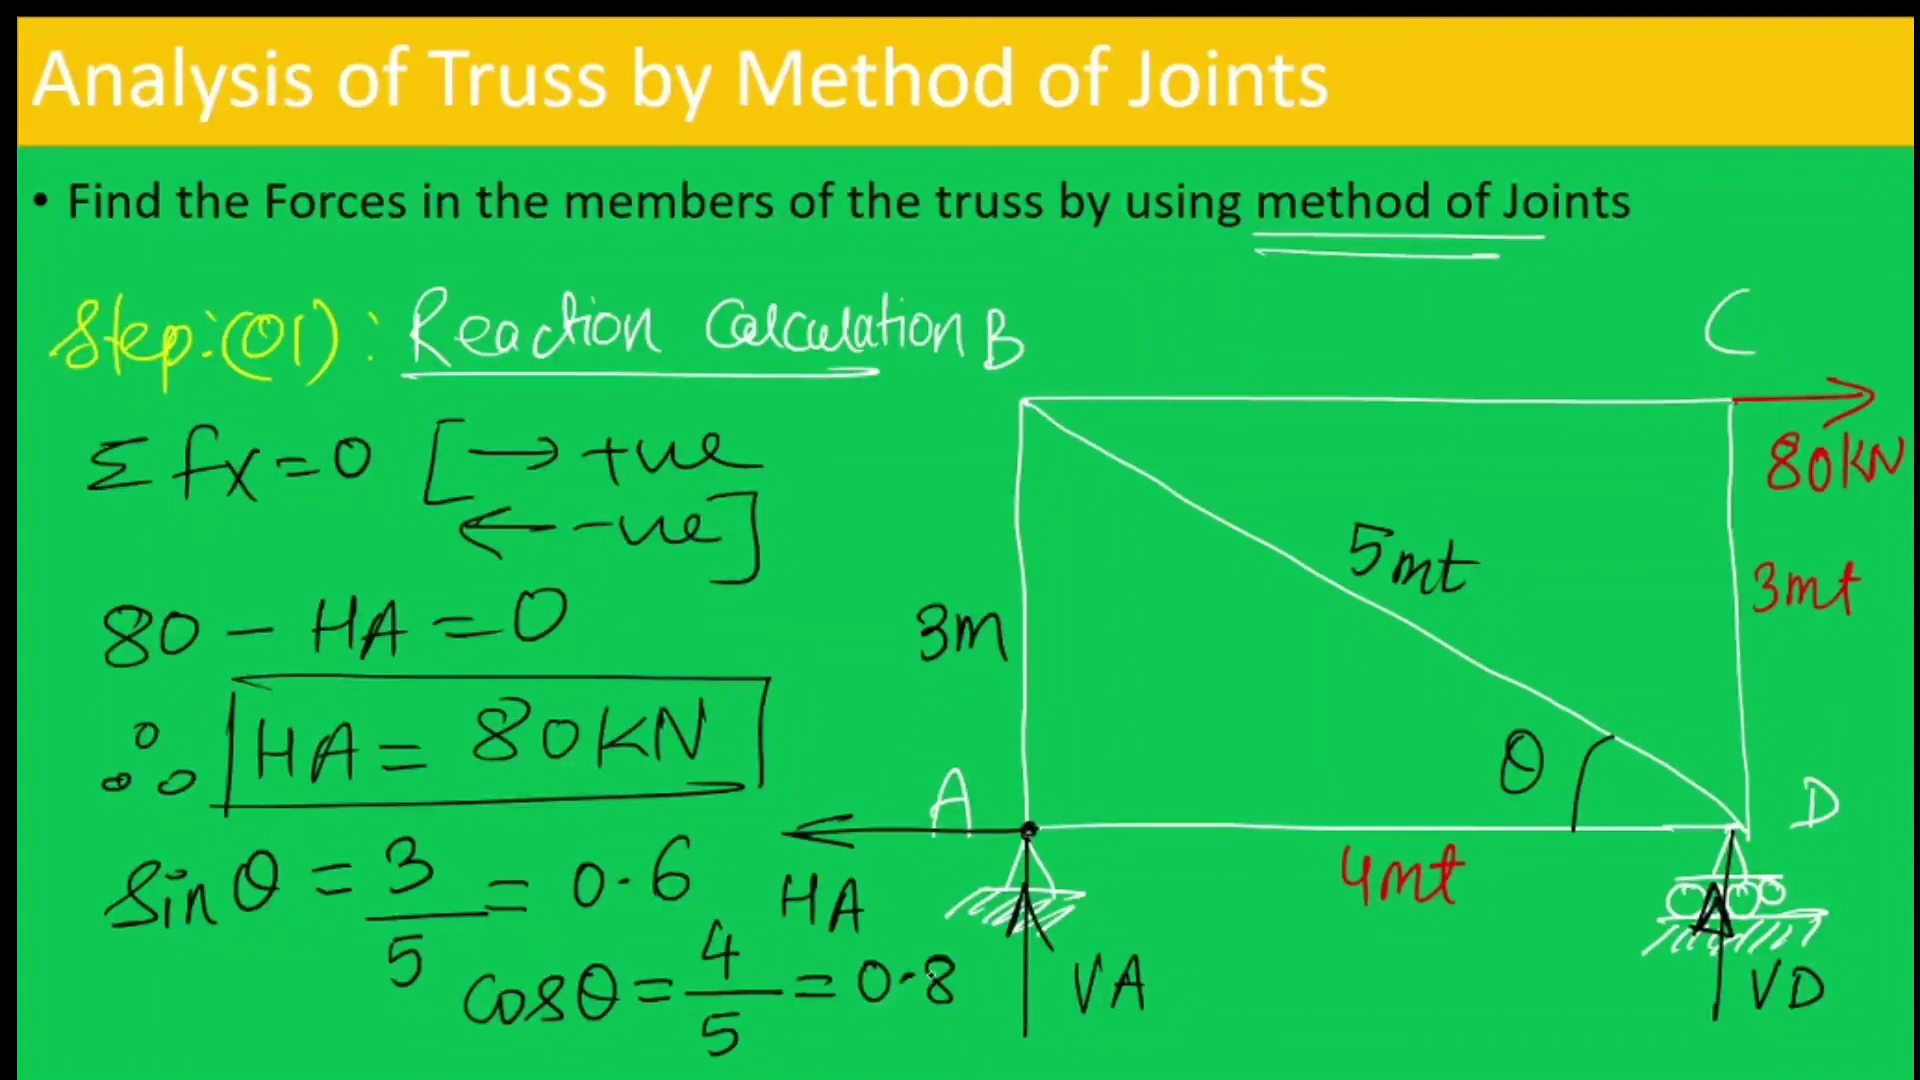 Analysis of Truss by Method of Joints
• Find the Forces in the members of the truss by using method of Joints
Step:(01): Reaction Calculation
Σfx=0 [→ +ve
← -ve]
80 - HA = 0
∴ HA = 80KN
Sinθ = 3/5 = 0.6
Cosθ = 4/5 = 0.8
B
C
80KN
5mt
3mt
3m
θ
A
D
4mt
HA
VA
VD